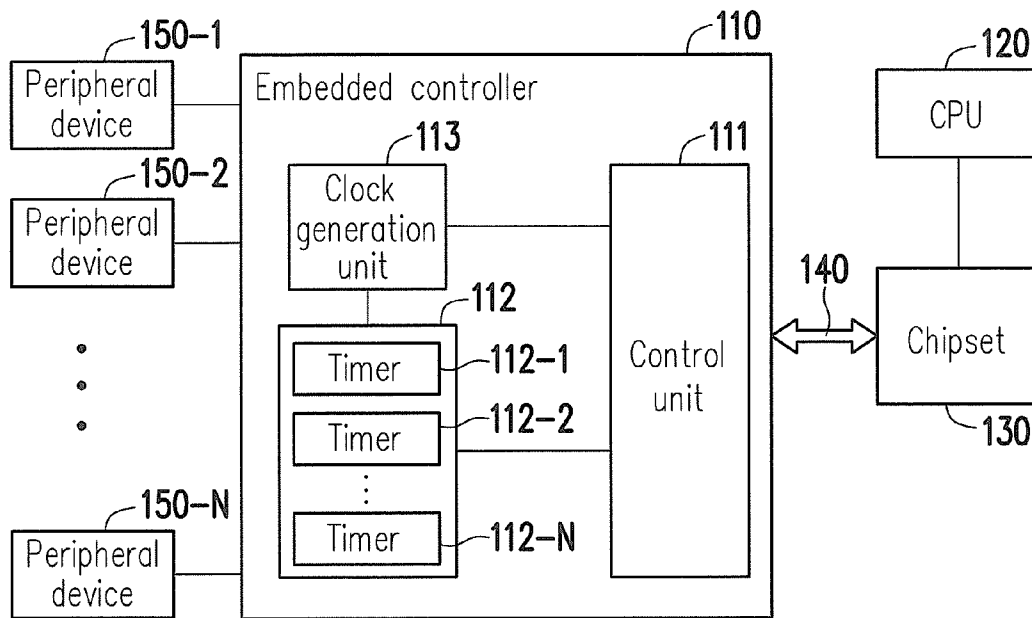 150-1
Peripheral
device
150-2
Peripheral
device
150-N
Peripheral
device
110
Embedded controller
113
Clock
generation
unit
112
Timer
112-1
Timer
112-2
Timer
112-N
111
Control
unit
140
120
CPU
Chipset
130